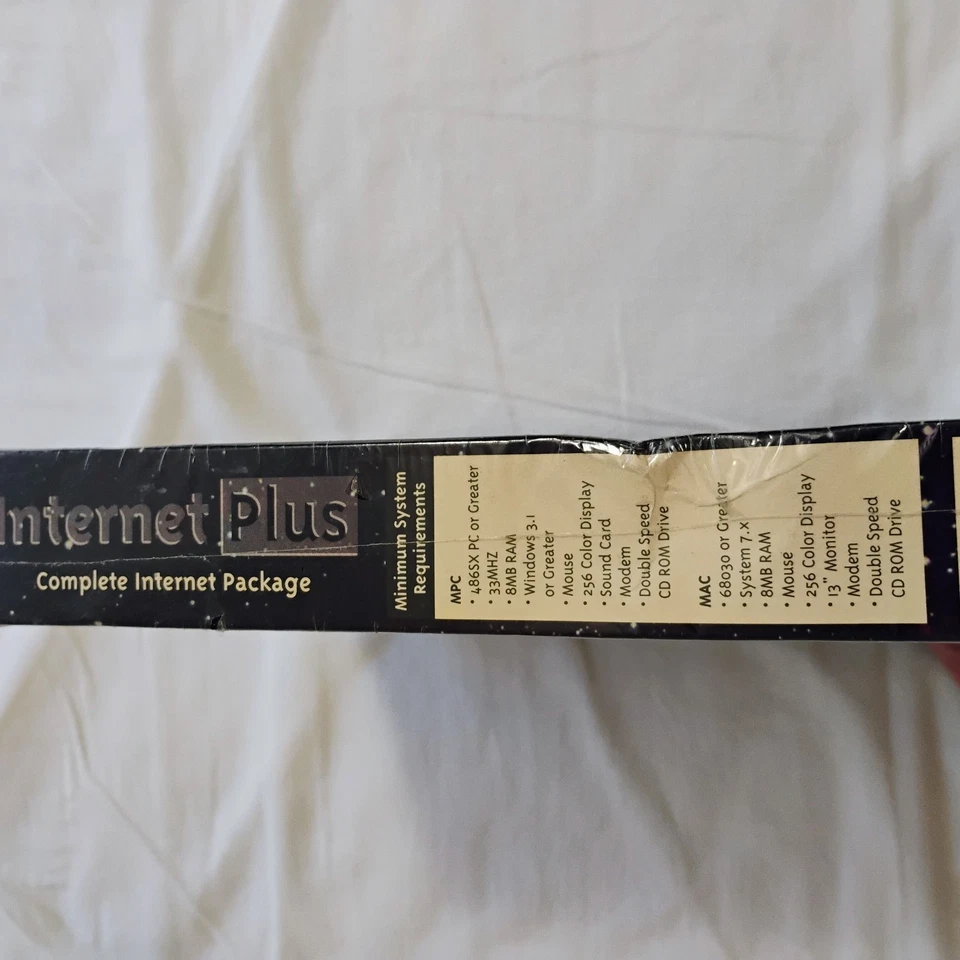 Internet Plus
Complete Internet Package
Minimum System
Requirements
MPC
• 486SX PC or Greater
• 33MHZ
• 8MB RAM
• Windows 3.1
or Greater
• Mouse
• 256 Color Display
• Sound Card
• Modem
• Double Speed
CD ROM Drive
MAC
• 68030 or Greater
• System 7.x
• 8MB RAM
• Mouse
• 256 Color Display
• 13" Monitor
• Modem
• Double Speed
CD ROM Drive